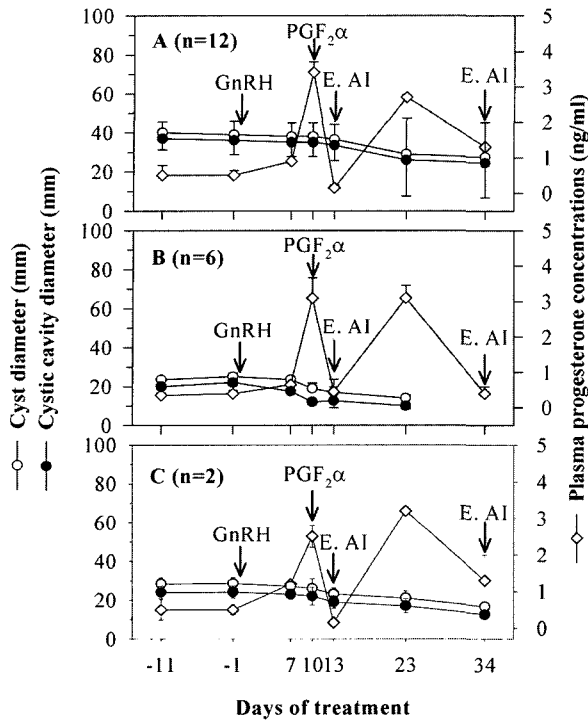 100
80
60
40
20
0
A (n=12)
GnRH
PGF2α
E. AI
E. AI
5
4
3
2
1
0
100
80
60
40
20
0
B (n=6)
GnRH
PGF2α
E. AI
E. AI
5
4
3
2
1
0
100
80
60
40
20
0
C (n=2)
GnRH
PGF2α
E. AI
E. AI
5
4
3
2
1
0
-11 -1 7 10 13 23 34
Days of treatment
Cyst diameter (mm)
Cystic cavity diameter (mm)
Plasma progesterone concentrations (ng/ml)